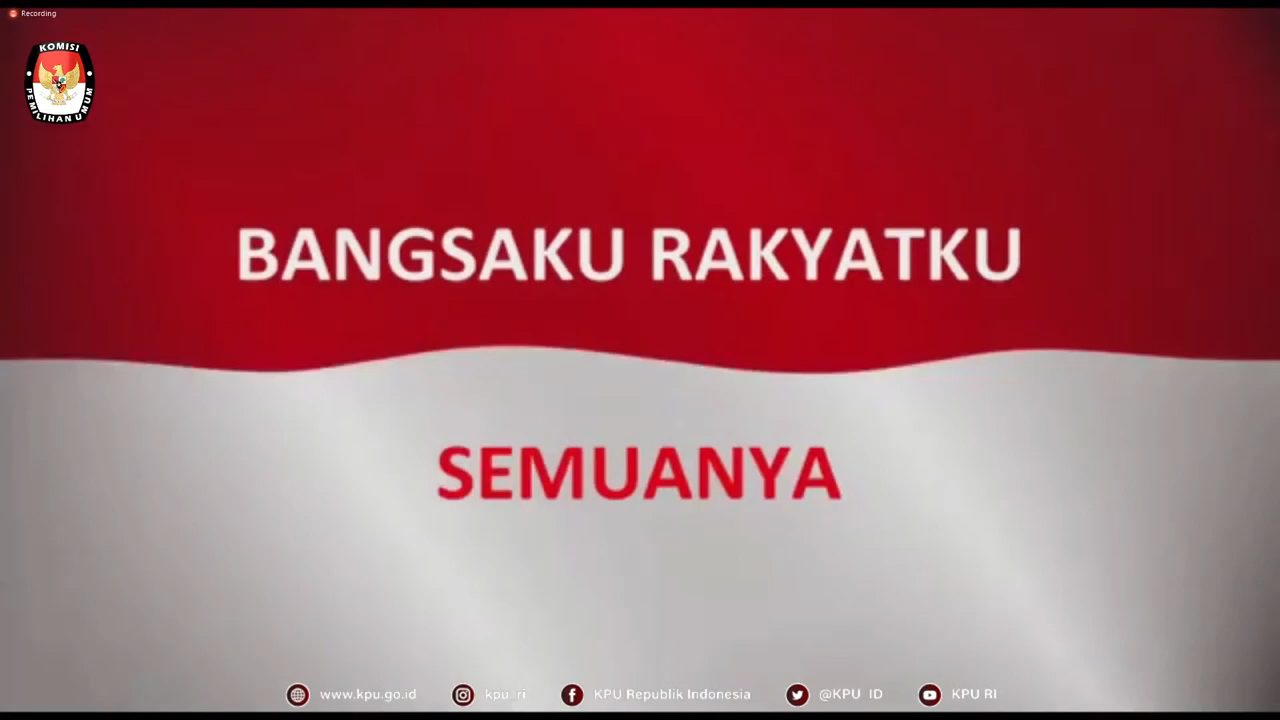 Recording
KOMISI
PEMILIHAN UMUM
BANGSAKU RAKYATKU
SEMUANYA
www.kpu.go.id kpu_ri KPU Republik Indonesia @KPU_ID KPU RI